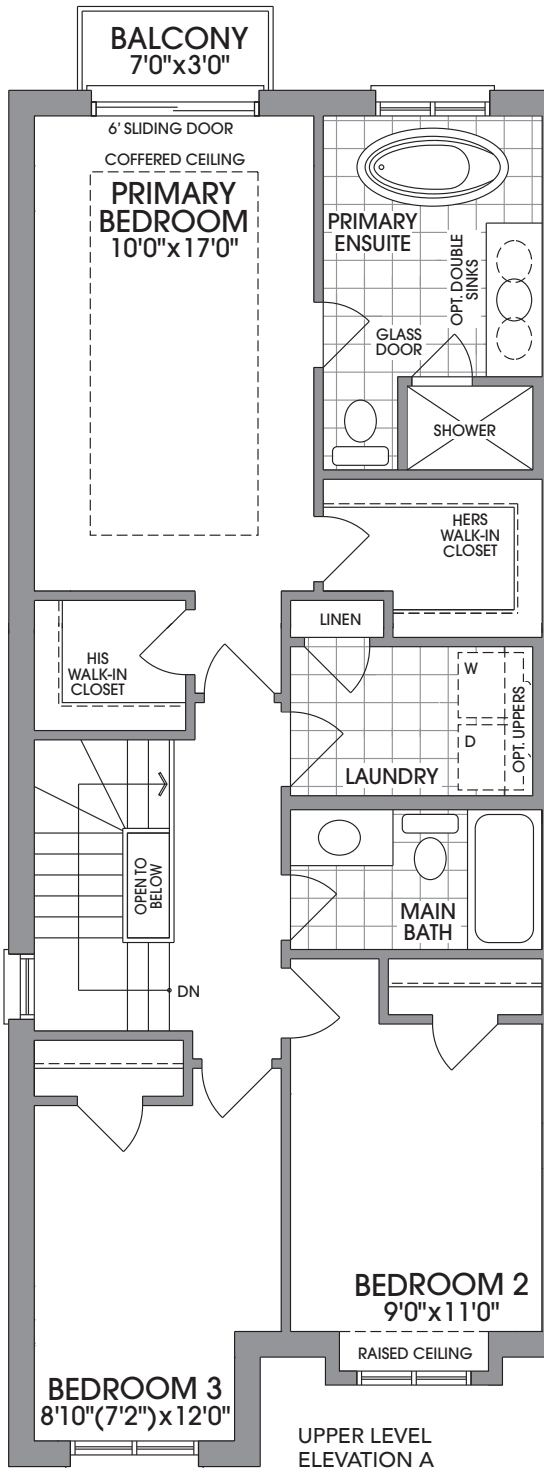 BALCONY
7'0"x3'0"
6' SLIDING DOOR
COFFERED CEILING
PRIMARY
BEDROOM
10'0"x17'0"
PRIMARY
ENSUITE
OPT. DOUBLE
SINKS
GLASS
DOOR
SHOWER
HERS
WALK-IN
CLOSET
LINEN
HIS
WALK-IN
CLOSET
W
D
OPT. UPPERS
LAUNDRY
OPEN TO
BELOW
MAIN
BATH
DN
BEDROOM 2
9'0"x11'0"
RAISED CEILING
BEDROOM 3
8'10"(7'2")x12'0"
UPPER LEVEL
ELEVATION A